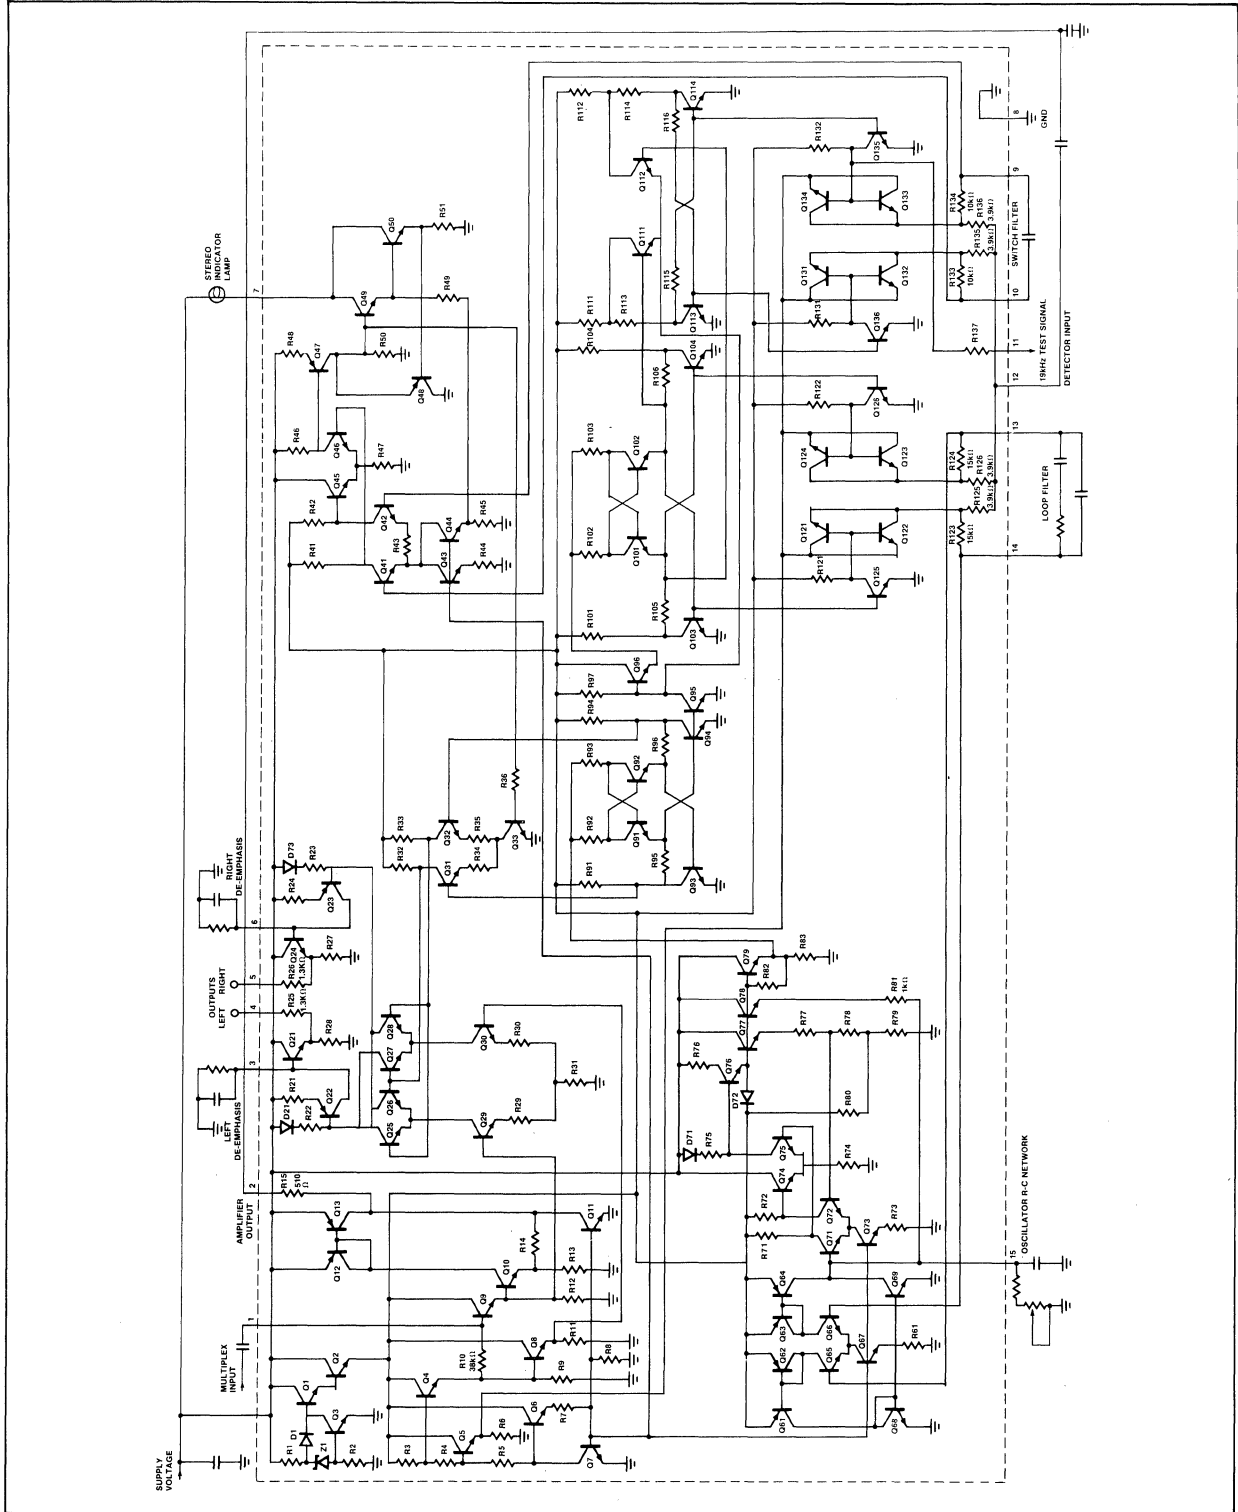 SUPPLY
VOLTAGE
MULTIPLEX
INPUT
1
AMPLIFIER
OUTPUT
2
LEFT
DE-EMPHASIS
3
OUTPUTS
LEFT
RIGHT
4
5
RIGHT
DE-EMPHASIS
6
STEREO
INDICATOR
LAMP
7
R1
D1
Z1
R2
Q1
Q3
Q2
R15
510
Ω
Q12
Q13
D21
R22
R21
Q22
Q21
R25
1.3KΩ
R28
R26
1.3KΩ
R27
Q24
R24
Q23
D73
R23
R3
R4
Q5
R6
R5
Q4
Q6
R7
Q7
R8
R10
38kΩ
Q8
R9
R11
Q9
Q10
R12
R13
R14
Q11
Q25
Q26
Q27
Q28
Q29
R29
Q30
R30
R31
R32
R33
Q31
Q32
R34
R35
Q33
R36
R41
R42
Q41
Q42
R43
Q43
Q44
R44
R45
Q45
Q46
R46
R47
R48
Q47
R50
Q48
Q49
R49
Q50
R51
R91
R92
R93
R94
R97
Q91
Q92
R95
R96
Q93
Q94
Q95
Q96
R101
R102
R103
R104
Q101
Q102
R105
R106
Q103
Q104
R111
R113
Q111
R115
Q113
R112
R114
Q112
R116
Q114
D71
R75
R76
Q76
D72
Q77
Q78
Q79
R82
R83
R77
R78
R79
R80
R81
1kΩ
R71
R72
Q74
Q75
R74
Q71
Q72
Q73
R73
Q61
Q62
Q63
Q64
Q65
Q66
Q67
R61
Q68
Q69
R121
Q121
Q122
Q125
R123
15kΩ
R125
3.9kΩ
R122
Q124
Q123
Q126
R124
15kΩ
R126
3.9kΩ
R131
Q131
Q132
Q136
R133
10kΩ
R135
3.9kΩ
R132
Q134
Q133
Q135
R134
10kΩ
R136
3.9kΩ
R137
15
OSCILLATOR R-C NETWORK
14
LOOP FILTER
13
12
DETECTOR INPUT
11
19kHz TEST SIGNAL
10
SWITCH FILTER
9
8
GND